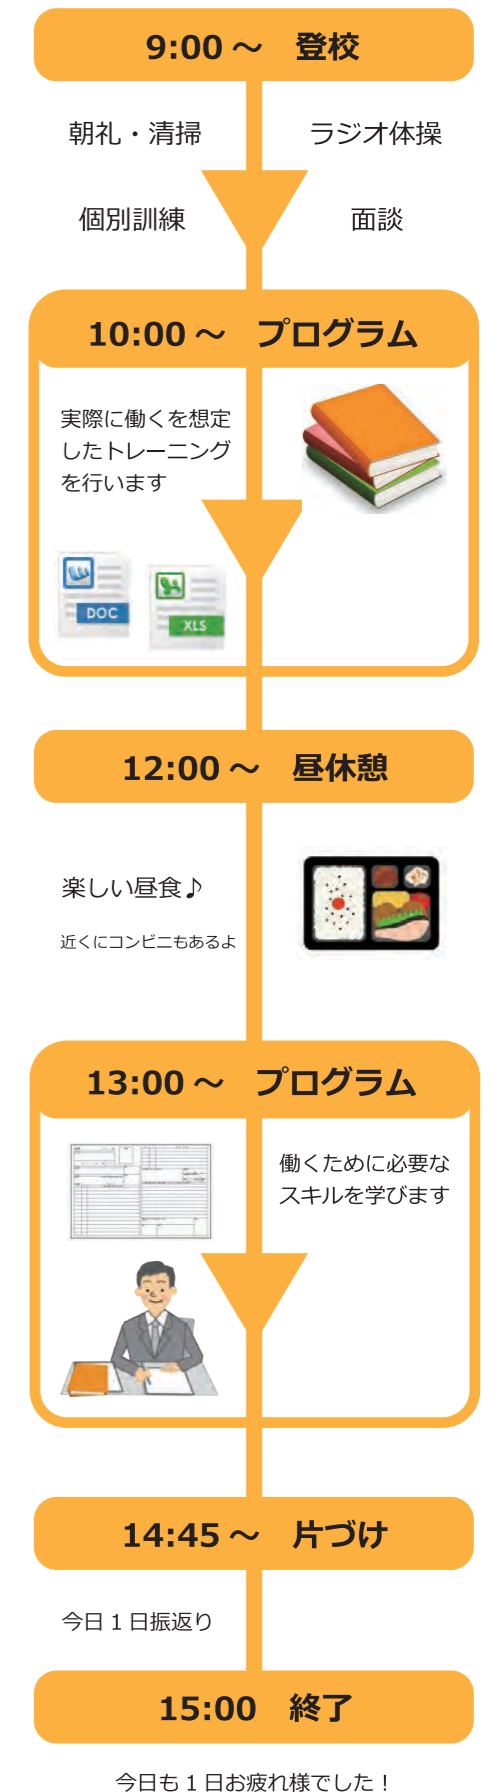 9:00～　登校
朝礼・清掃
ラジオ体操
個別訓練
面談
10:00～　プログラム
実際に働くを想定
したトレーニング
を行います
DOC
XLS
12:00～　昼休憩
楽しい昼食♪
近くにコンビニもあるよ
13:00～　プログラム
働くために必要な
スキルを学びます
14:45～　片づけ
今日1日振返り
15:00　終了
今日も1日お疲れ様でした！